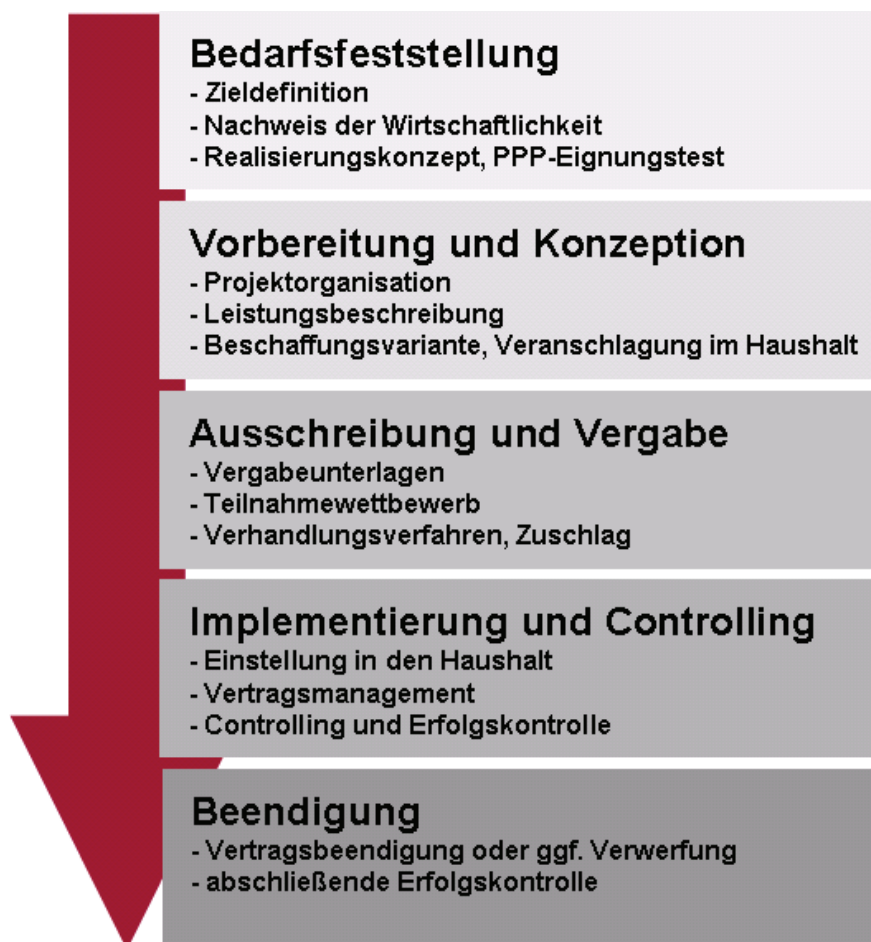 Bedarfsfeststellung
- Zieldefinition
- Nachweis der Wirtschaftlichkeit
- Realisierungskonzept, PPP-Eignungstest
Vorbereitung und Konzeption
- Projektorganisation
- Leistungsbeschreibung
- Beschaffungsvariante, Veranschlagung im Haushalt
Ausschreibung und Vergabe
- Vergabeunterlagen
- Teilnahmewettbewerb
- Verhandlungsverfahren, Zuschlag
Implementierung und Controlling
- Einstellung in den Haushalt
- Vertragsmanagement
- Controlling und Erfolgskontrolle
Beendigung
- Vertragsbeendigung oder ggf. Verwerfung
- abschließende Erfolgskontrolle